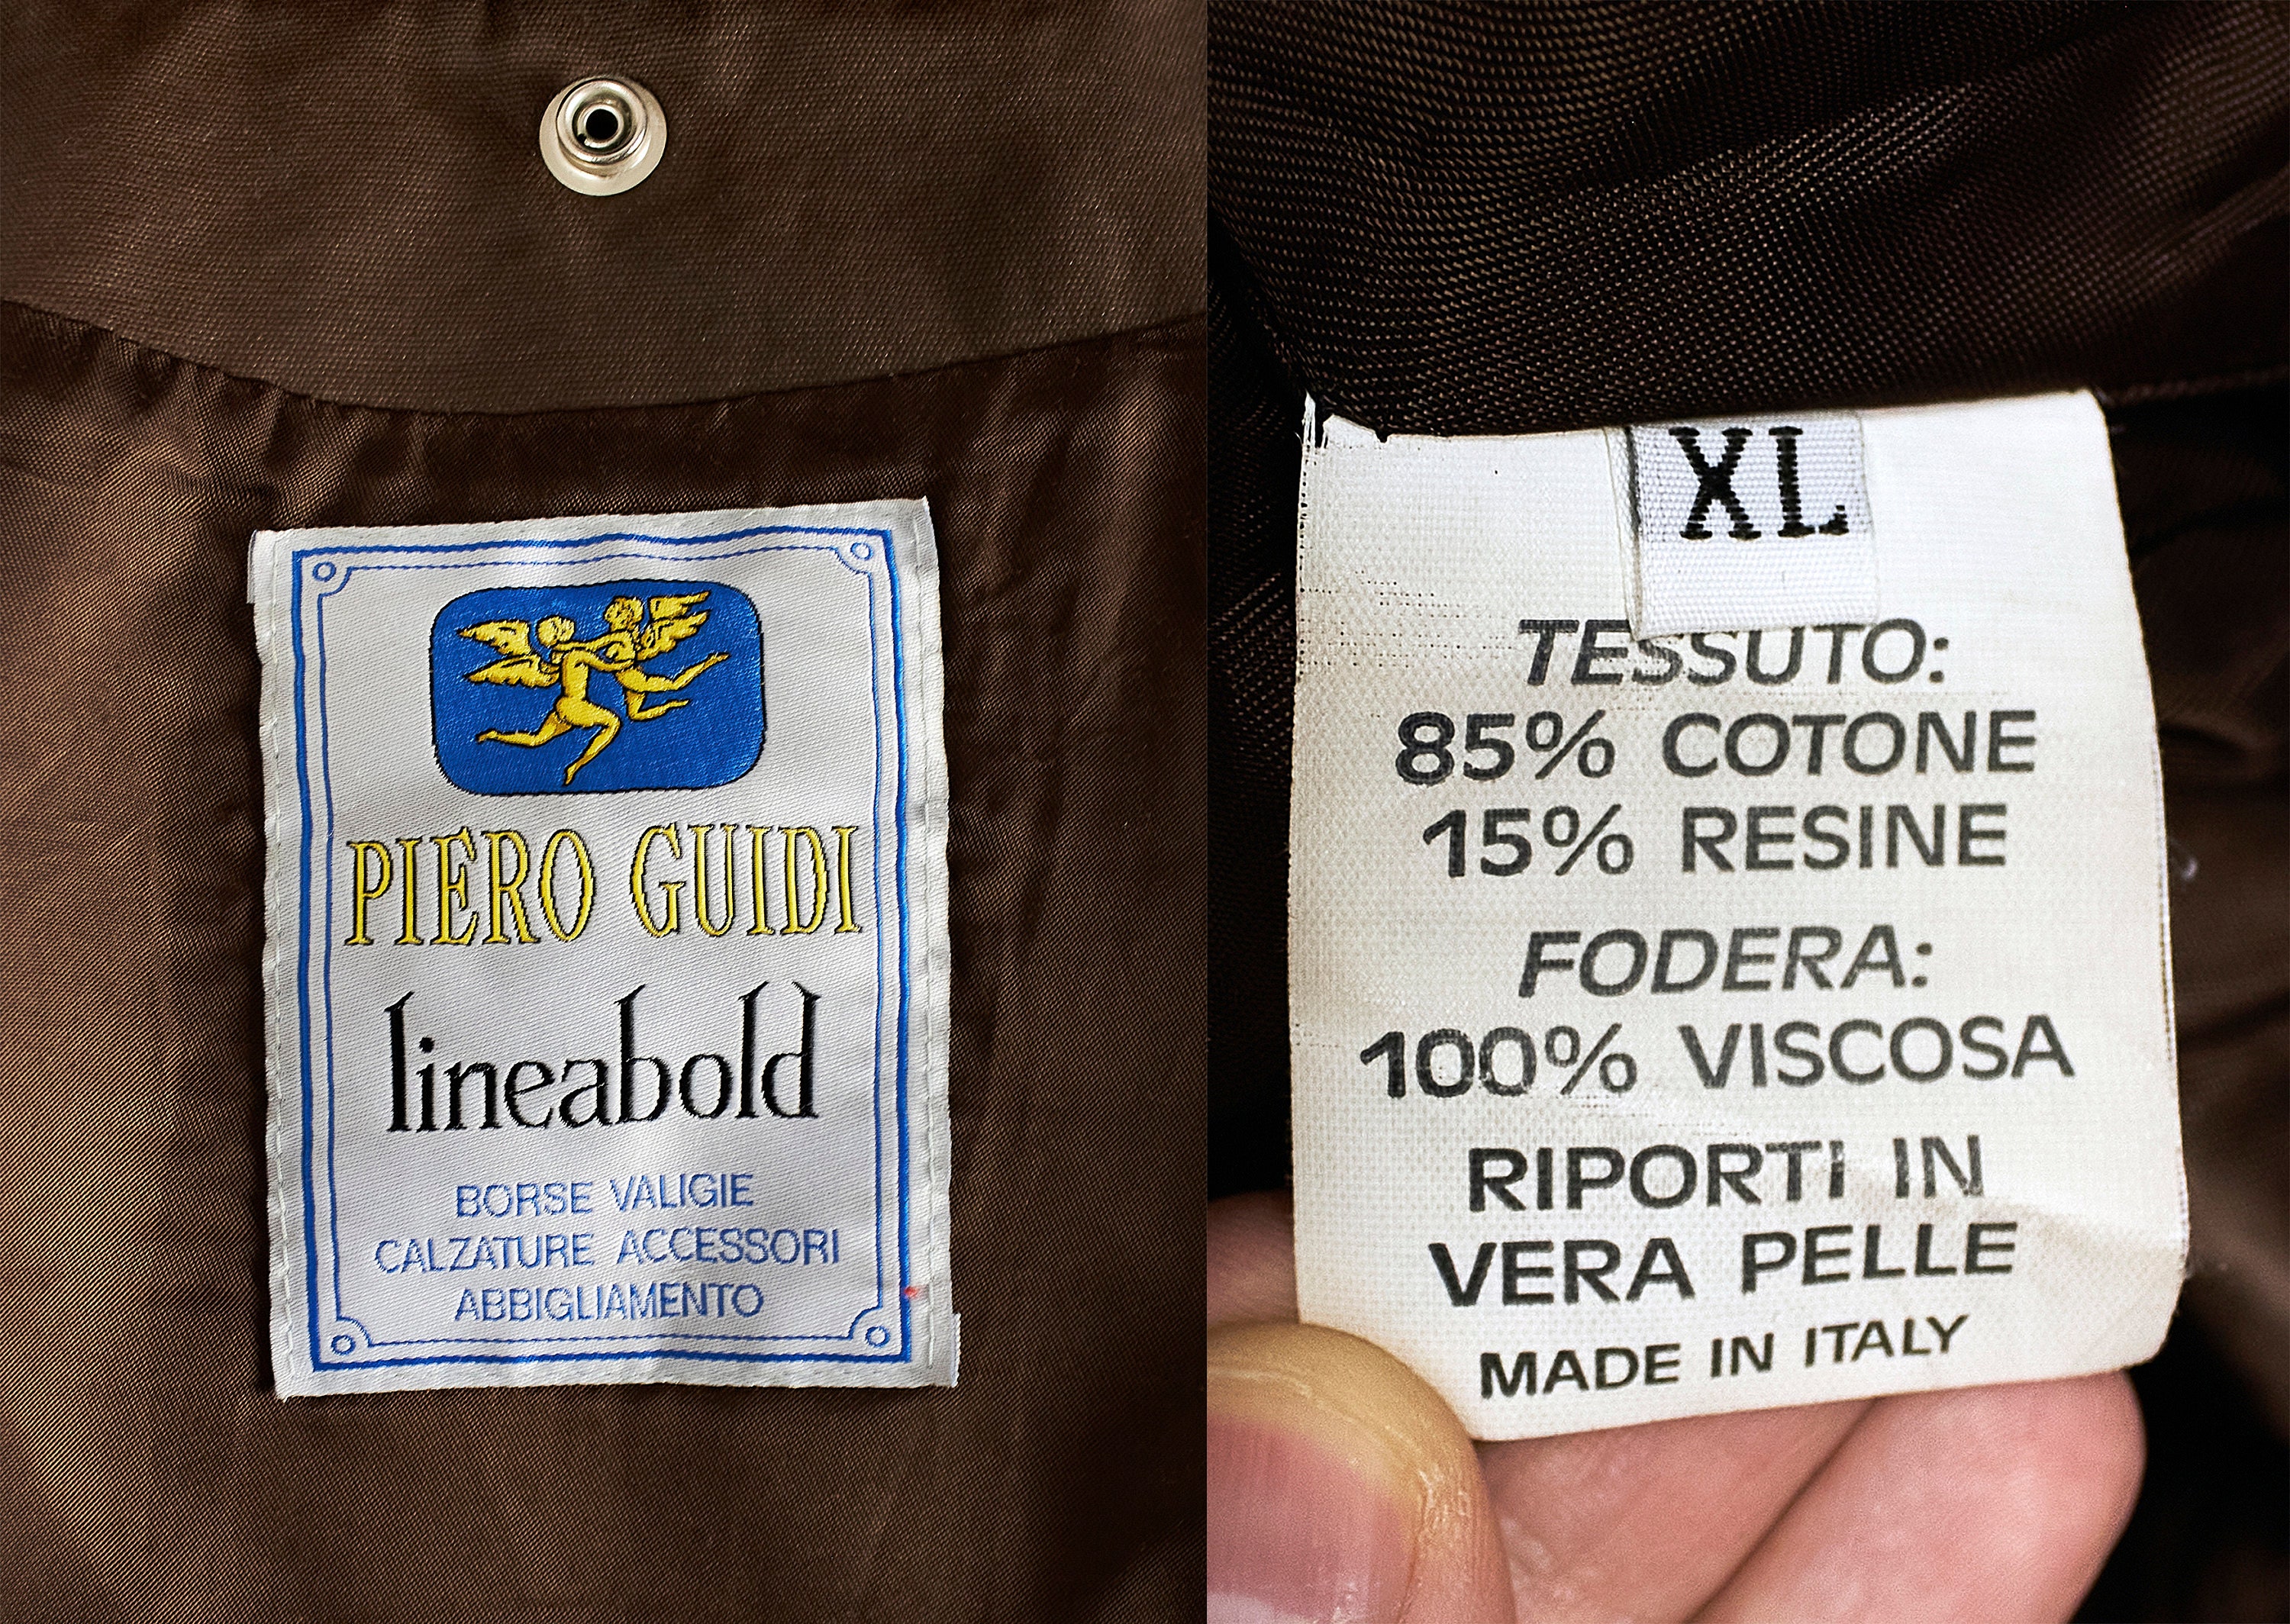 PIERO GUIDI
lineabold
BORSE VALIGIE
CALZATURE ACCESSORI
ABBIGLIAMENTO
XL
TESSUTO:
85% COTONE
15% RESINE
FODERA:
100% VISCOSA
RIPORTI IN
VERA PELLE
MADE IN ITALY